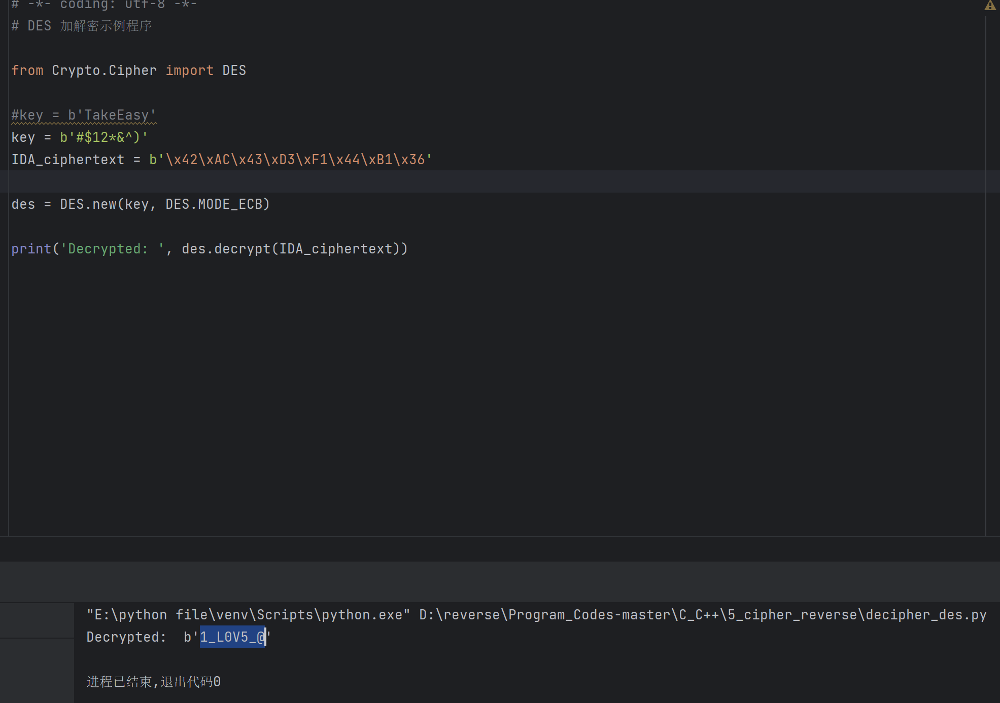 # -*- coding: utf-8 -*-
# DES 加解密示例程序
from Crypto.Cipher import DES
#key = b'TakeEasy'
key = b'#$12*&^)'
IDA_ciphertext = b'\x42\xAC\x43\xD3\xF1\x44\xB1\x36'
des = DES.new(key, DES.MODE_ECB)
print('Decrypted: ', des.decrypt(IDA_ciphertext))
"E:\python file\venv\Scripts\python.exe" D:\reverse\Program_Codes-master\C_C++\5_cipher_reverse\decipher_des.py
Decrypted:  b'1_L0V5_@'
进程已结束,退出代码0